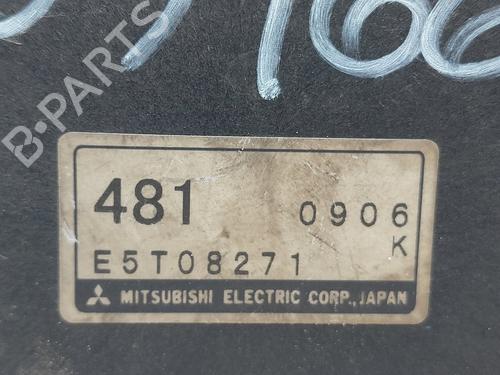 B-PARTS
481 0906
K
E5T08271
MITSUBISHI ELECTRIC CORP., JAPAN